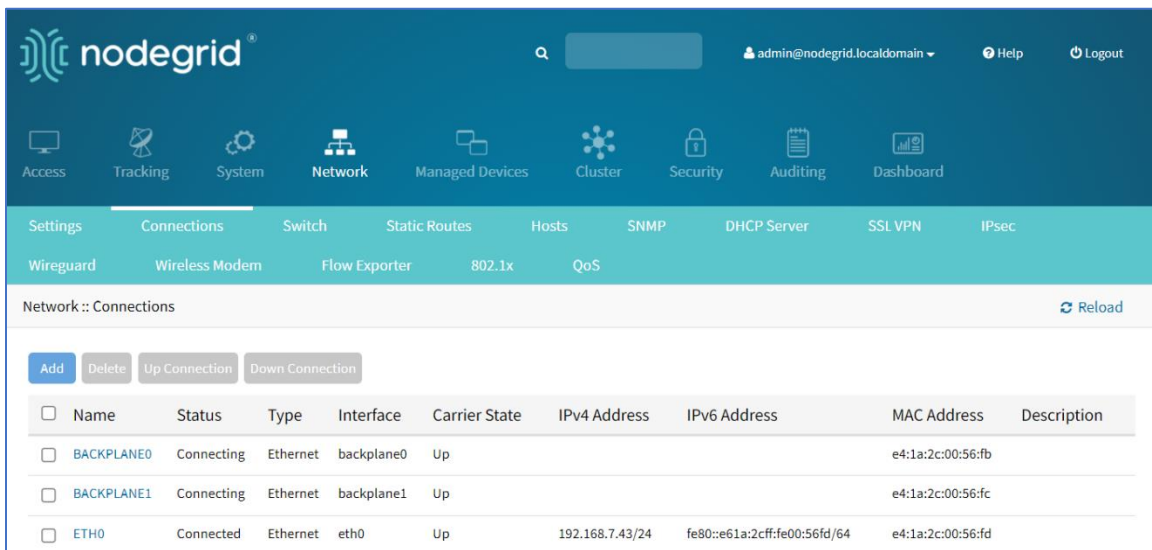 nodegrid®
admin@nodegrid.localdomain Help Logout
Access Tracking System Network Managed Devices Cluster Security Auditing Dashboard
Settings Connections Switch Static Routes Hosts SNMP DHCP Server SSL VPN IPsec
Wireguard Wireless Modem Flow Exporter 802.1x QoS
Network :: Connections Reload
Add Delete Up Connection Down Connection
Name Status Type Interface Carrier State IPv4 Address IPv6 Address MAC Address Description
BACKPLANE0 Connecting Ethernet backplane0 Up e4:1a:2c:00:56:fb
BACKPLANE1 Connecting Ethernet backplane1 Up e4:1a:2c:00:56:fc
ETH0 Connected Ethernet eth0 Up 192.168.7.43/24 fe80::e61a:2cff:fe00:56fd/64 e4:1a:2c:00:56:fd